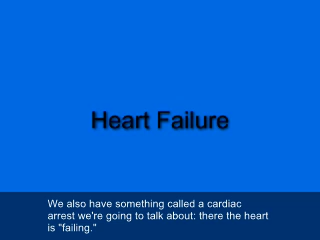 Heart Failure
We also have something called a cardiac
arrest we're going to talk about: there the heart
is "failing."